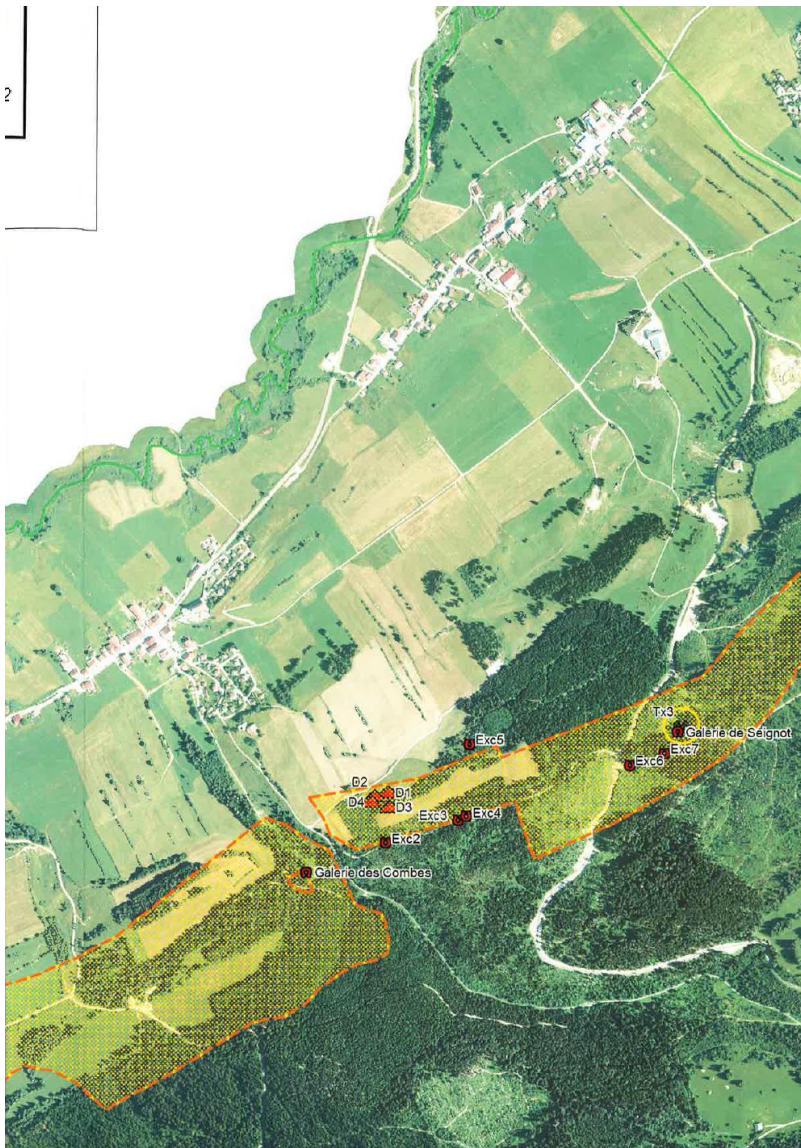 2
Tx3
Galerie de Seignot
Exc5
Exc7
Exc6
D2
D1
D4
D3
Exc3
Exc4
Exc2
Galerie des Combes